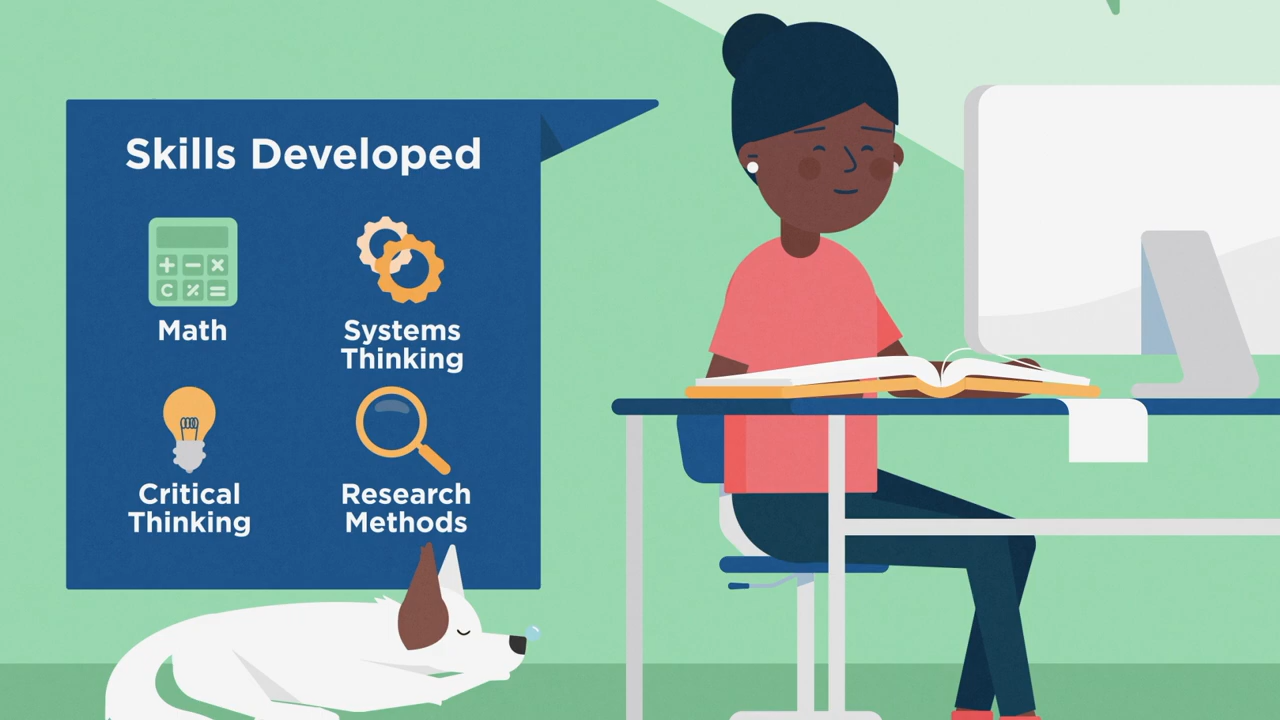 Skills Developed
+ − ×
C % =
Math
Systems
Thinking
Critical
Thinking
Research
Methods